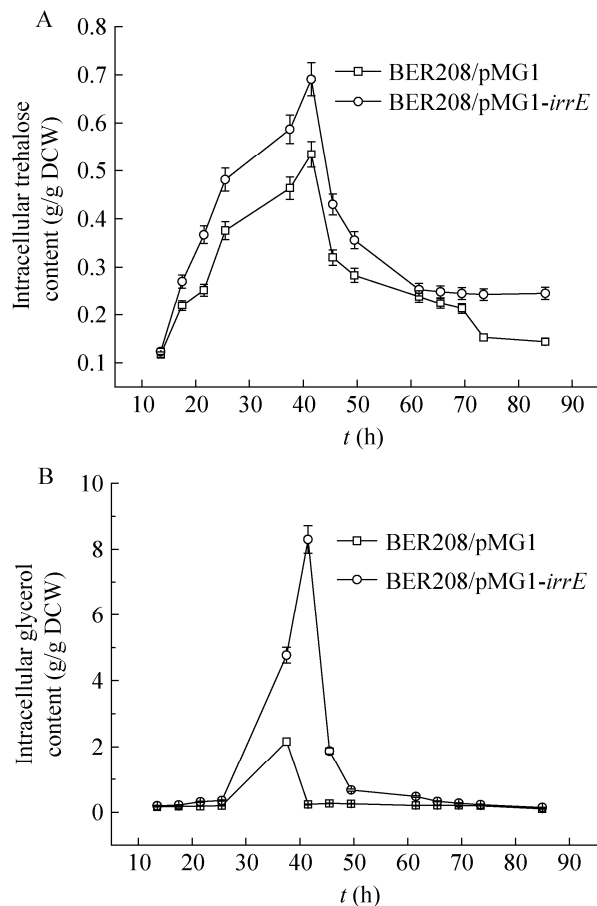 A
0.8
0.7
0.6
0.5
0.4
0.3
0.2
0.1
Intracellular trehalose
content (g/g DCW)
BER208/pMG1
BER208/pMG1-irrE
10 20 30 40 50 60 70 80 90
t (h)
B
10
8
6
4
2
0
Intracellular glycerol
content (g/g DCW)
BER208/pMG1
BER208/pMG1-irrE
10 20 30 40 50 60 70 80 90
t (h)